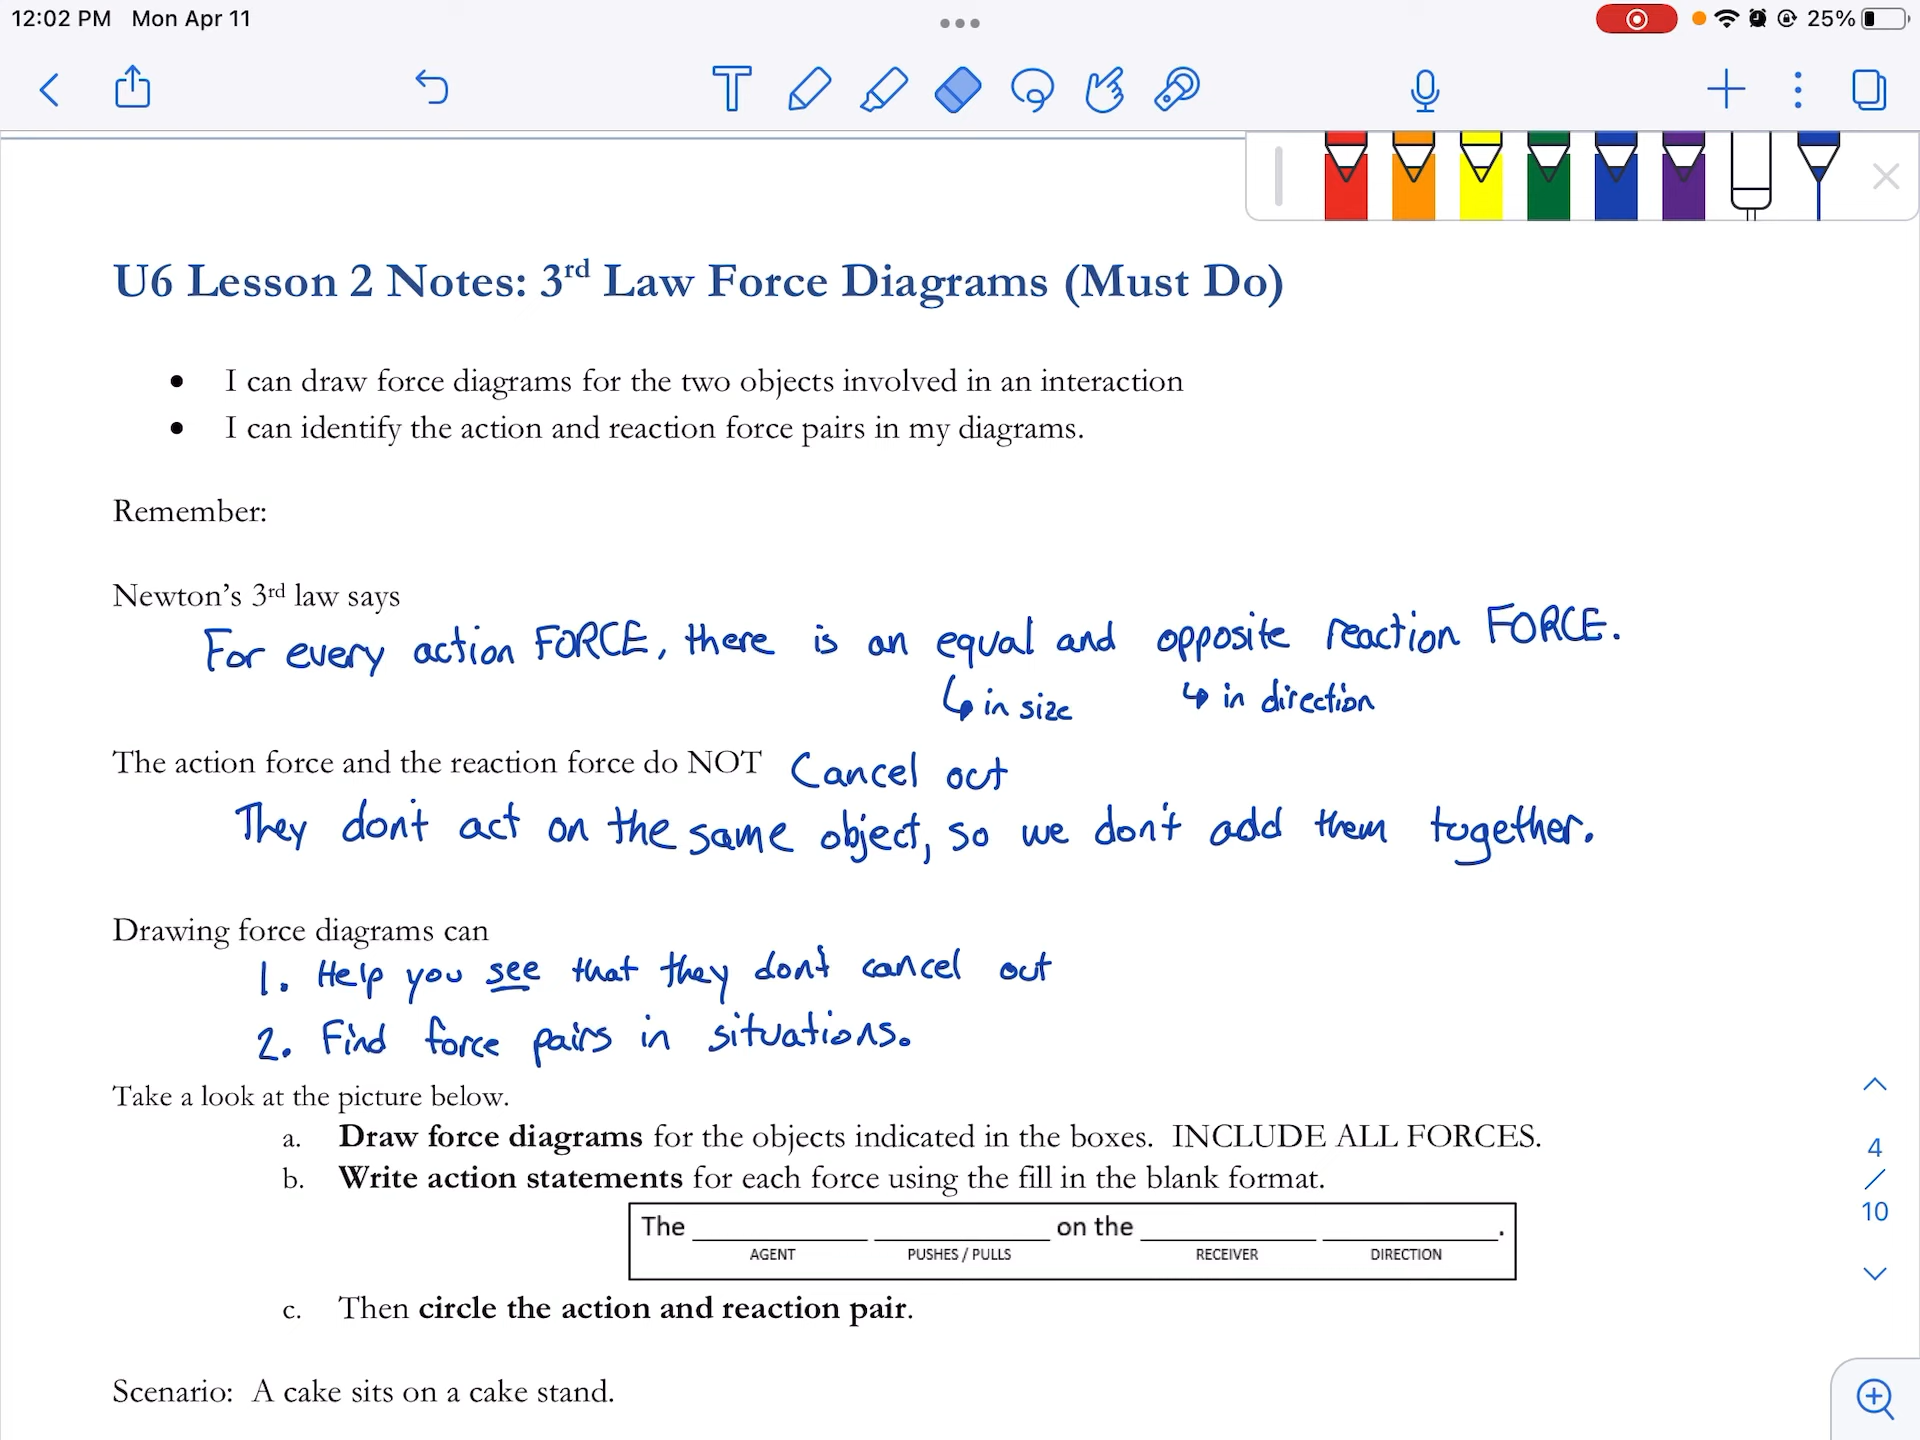 12:02 PM Mon Apr 11
25%
U6 Lesson 2 Notes: 3rd Law Force Diagrams (Must Do)
• I can draw force diagrams for the two objects involved in an interaction
• I can identify the action and reaction force pairs in my diagrams.
Remember:
Newton's 3rd law says
For every action FORCE, there is an equal and opposite reaction FORCE.
↳ in size ↳ in direction
The action force and the reaction force do NOT Cancel out
They don't act on the same object, so we don't add them together.
Drawing force diagrams can
1. Help you see that they don't cancel out
2. Find force pairs in situations.
Take a look at the picture below.
a. Draw force diagrams for the objects indicated in the boxes. INCLUDE ALL FORCES.
b. Write action statements for each force using the fill in the blank format.
The ____________ ____________ on the ____________ ____________.
AGENT PUSHES / PULLS RECEIVER DIRECTION
c. Then circle the action and reaction pair.
Scenario: A cake sits on a cake stand.
4
/
10